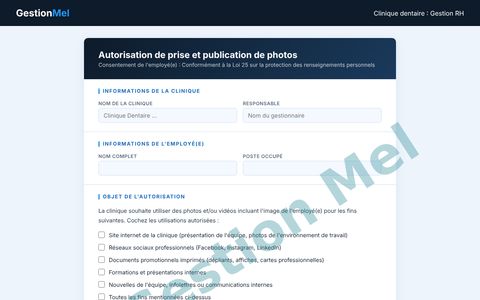 GestionMel
Clinique dentaire : Gestion RH
Autorisation de prise et publication de photos
Consentement de l'employé(e) : Conformément à la Loi 25 sur la protection des renseignements personnels
INFORMATIONS DE LA CLINIQUE
NOM DE LA CLINIQUE
RESPONSABLE
Clinique Dentaire ...
Nom du gestionnaire
INFORMATIONS DE L'EMPLOYÉ(E)
NOM COMPLET
POSTE OCCUPÉ
OBJET DE L'AUTORISATION
La clinique souhaite utiliser des photos et/ou vidéos incluant l'image de l'employé(e) pour les fins
suivantes. Cochez les utilisations autorisées :
Site internet de la clinique (présentation de l'équipe, photos de l'environnement de travail)
Réseaux sociaux professionnels (Facebook, Instagram, LinkedIn)
Documents promotionnels imprimés (dépliants, affiches, cartes professionnelles)
Formations et présentations internes
Nouvelles de l'équipe, infolettres ou communications internes
Toutes les fins mentionnées ci-dessus
Gestion Mel